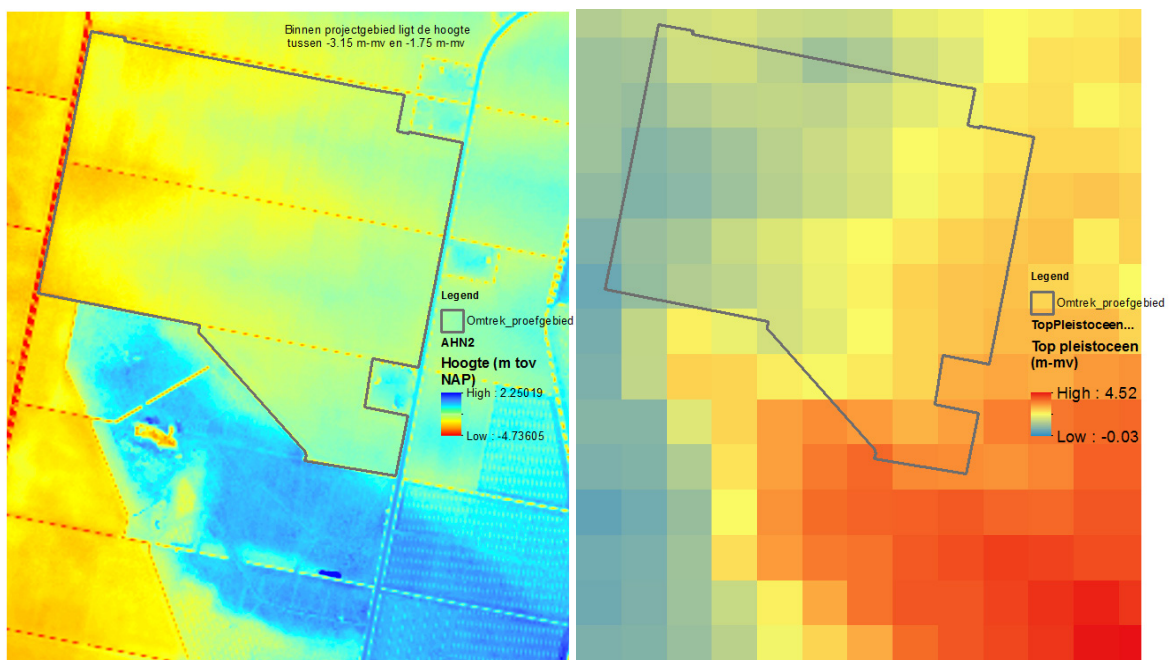 Binnen projectgebied ligt de hoogte
tussen -3.15 m-mv en -1.75 m-mv
Legend
Omtrek_proefgebied
AHN2
Hoogte (m tov
NAP)
High : 2.25019
Low : -4.73605
Legend
Omtrek_proefgebied
TopPleistoceen...
Top pleistoceen
(m-mv)
High : 4.52
Low : -0.03